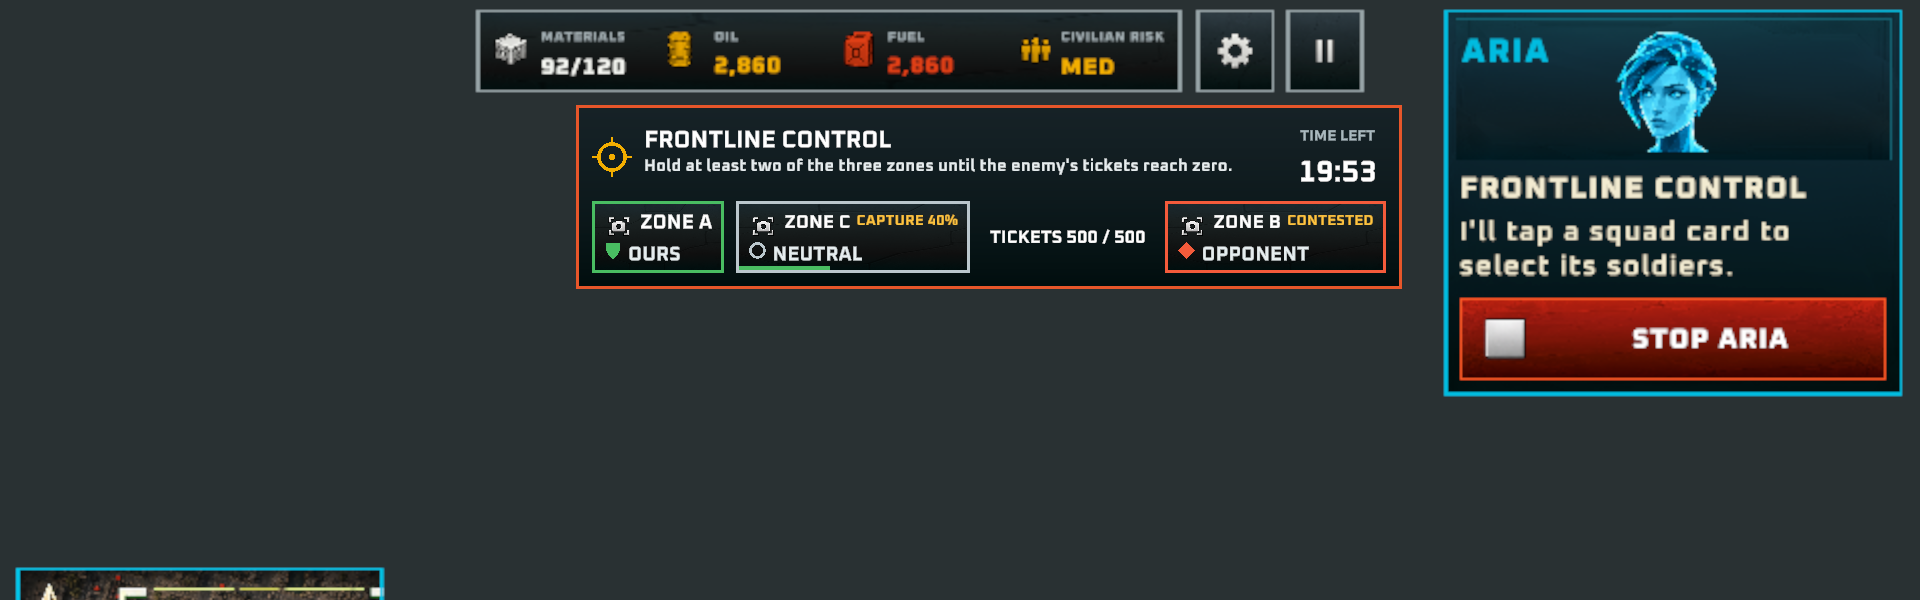 MATERIALS
92/120
OIL
2,860
FUEL
2,860
CIVILIAN RISK
MED
FRONTLINE CONTROL
Hold at least two of the three zones until the enemy's tickets reach zero.
TIME LEFT
19:53
ZONE A
OURS
ZONE C CAPTURE 40%
NEUTRAL
TICKETS 500 / 500
ZONE B CONTESTED
OPPONENT
ARIA
FRONTLINE CONTROL
I'll tap a squad card to
select its soldiers.
STOP ARIA